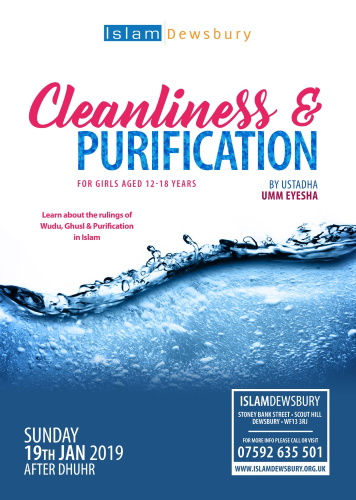 Islam Dewsbury
Cleanliness &
PURIFICATION
FOR GIRLS AGED 12-18 YEARS
BY USTADHA
UMM EYESHA
Learn about the rulings of
Wudu, Ghusl & Purification
in Islam
SUNDAY
19TH JAN 2019
AFTER DHUHR
ISLAMDEWSBURY
STONEY BANK STREET • SCOUT HILL
DEWSBURY • WF13 3RJ
FOR MORE INFO PLEASE CALL OR VISIT
07592 635 501
WWW.ISLAMDEWSBURY.ORG.UK